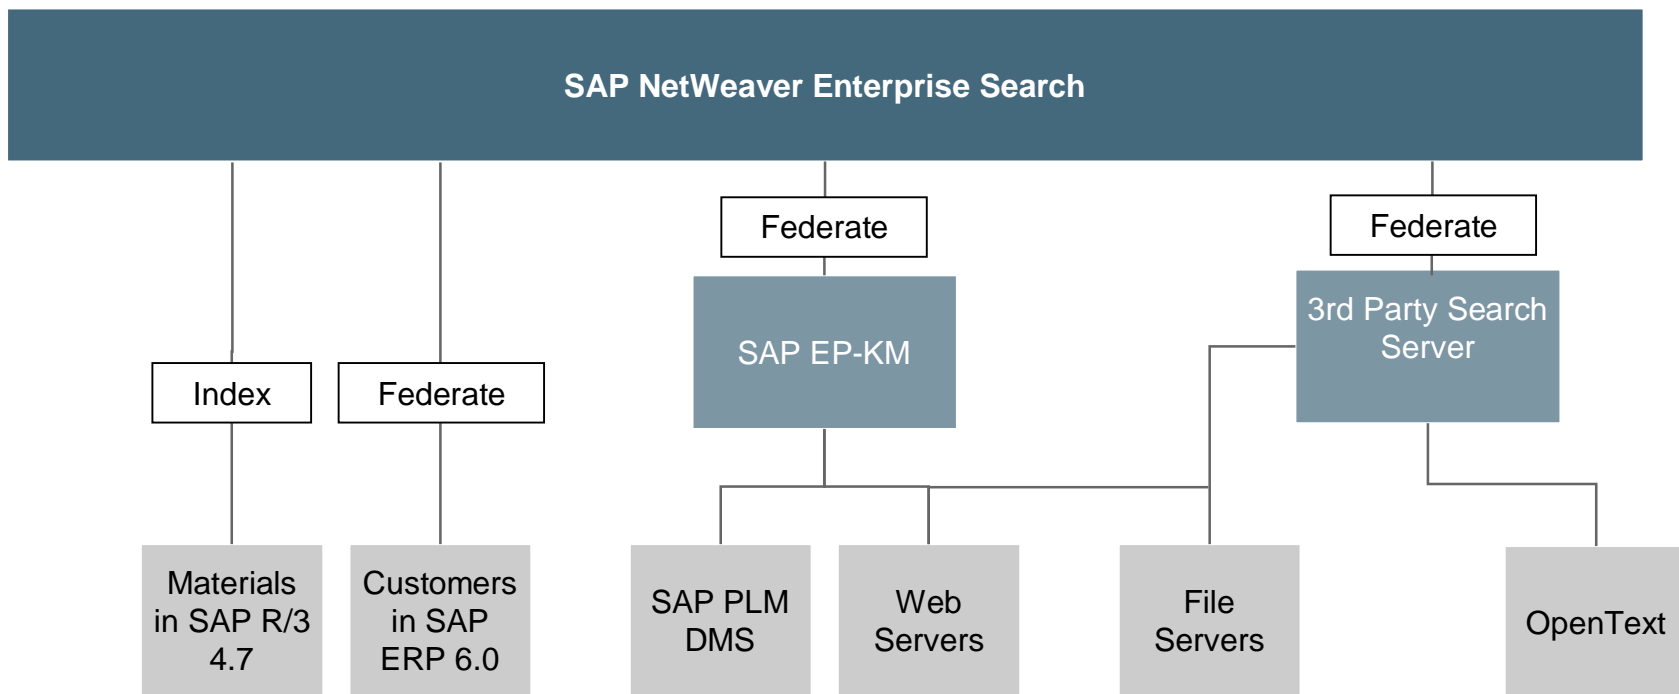 SAP NetWeaver Enterprise Search
Federate
Federate
SAP EP-KM
3rd Party Search
Server
Index
Federate
Materials
in SAP R/3
4.7
Customers
in SAP
ERP 6.0
SAP PLM
DMS
Web
Servers
File
Servers
OpenText